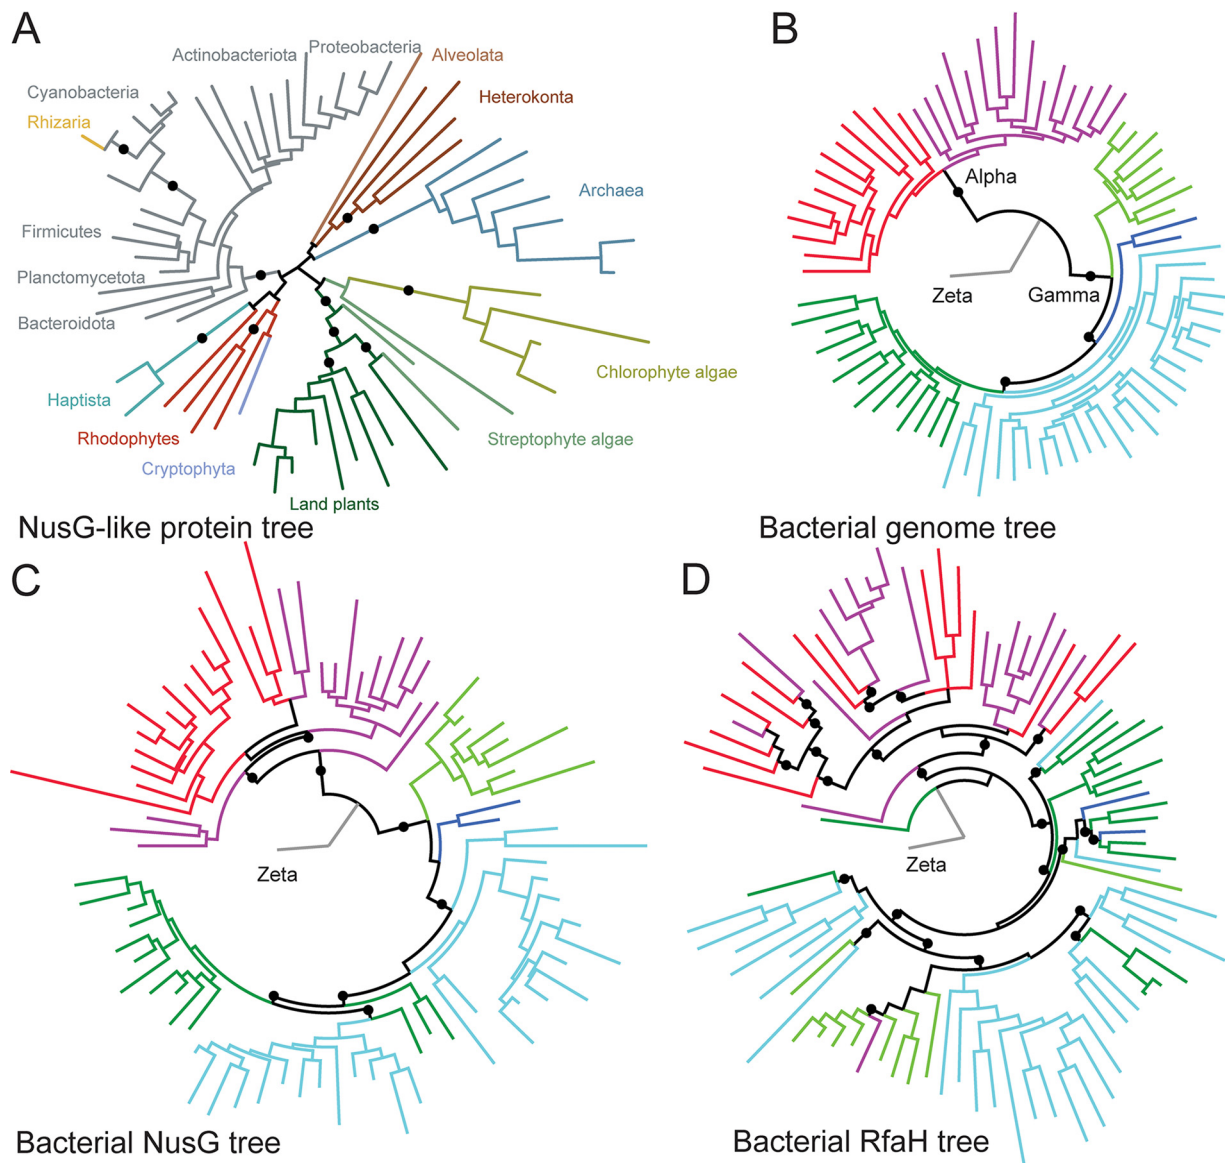 A
Actinobacteriota
Proteobacteria
Alveolata
Cyanobacteria
Heterokonta
Rhizaria
Archaea
Firmicutes
Planctomycetota
Bacteroidota
Chlorophyte algae
Haptista
Rhodophytes
Streptophyte algae
Cryptophyta
Land plants
NusG-like protein tree
B
Alpha
Zeta
Gamma
Bacterial genome tree
C
Zeta
Bacterial NusG tree
D
Zeta
Bacterial RfaH tree